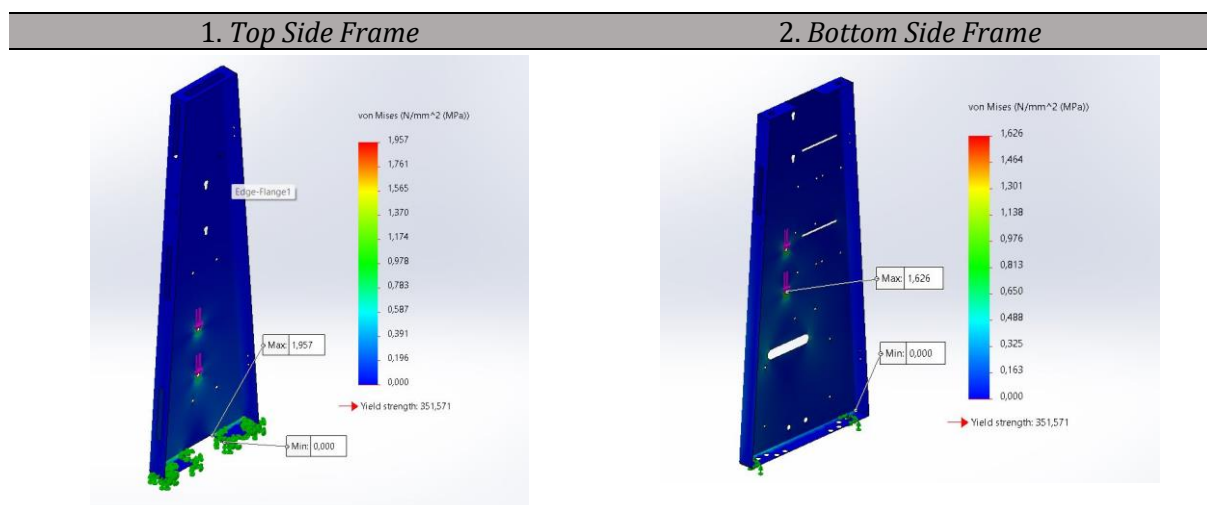 1. Top Side Frame
2. Bottom Side Frame
von Mises (N/mm^2 (MPa))
1,957
1,761
1,565
1,370
1,174
0,978
0,783
0,587
0,391
0,196
0,000
Yield strength: 351,571
Edge-Flange1
Max: 1,957
Min: 0,000
von Mises (N/mm^2 (MPa))
1,626
1,464
1,301
1,138
0,976
0,813
0,650
0,488
0,325
0,163
0,000
Yield strength: 351,571
Max: 1,626
Min: 0,000